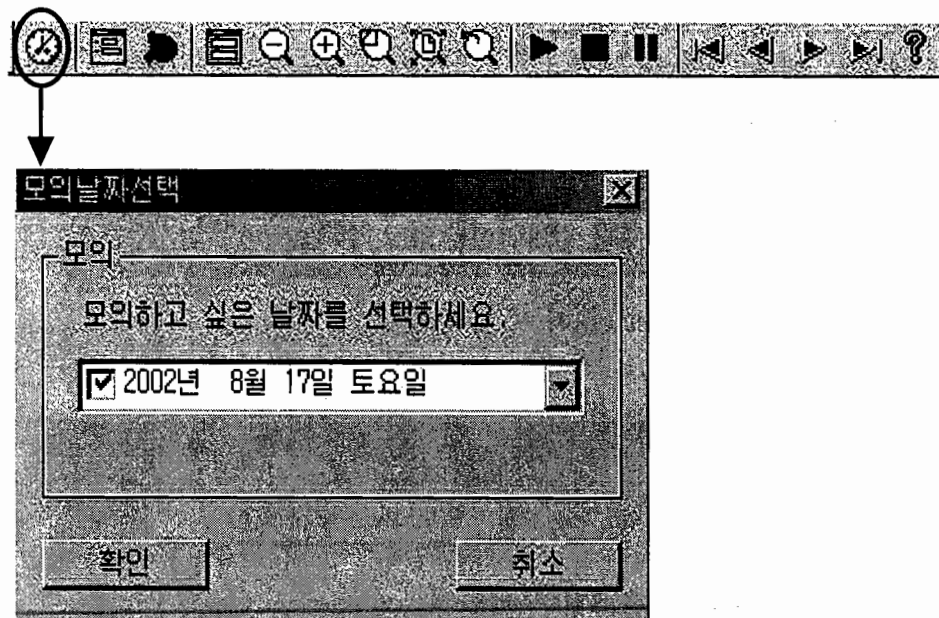 모의날짜선택
모의
모의하고 싶은 날짜를 선택하세요.
2002년 8월 17일 토요일
확인
취소